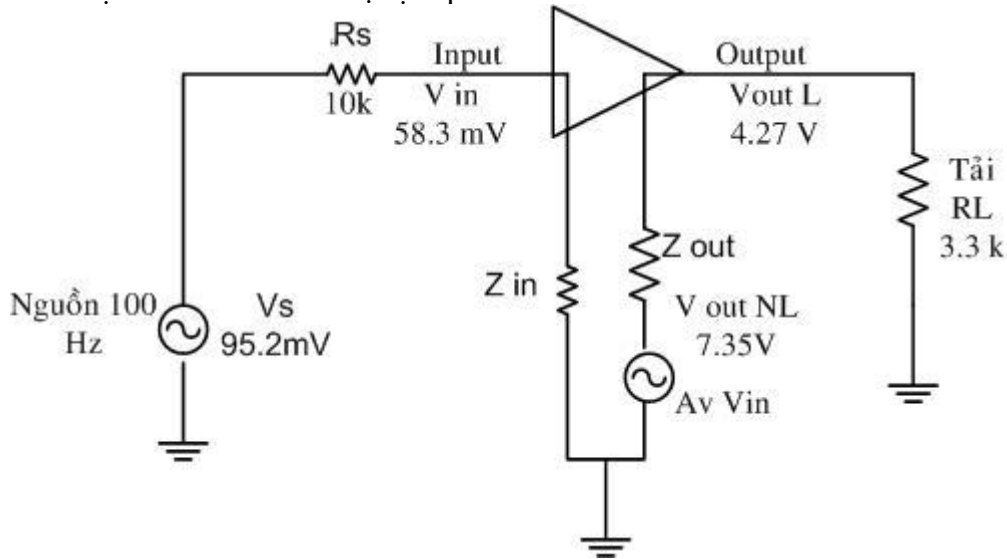 Rs
10k
Input
V in
58.3 mV
Output
Vout L
4.27 V
Tải
RL
3.3 k
Z in
Z out
V out NL
7.35V
Av Vin
Nguồn 100
Hz
Vs
95.2mV